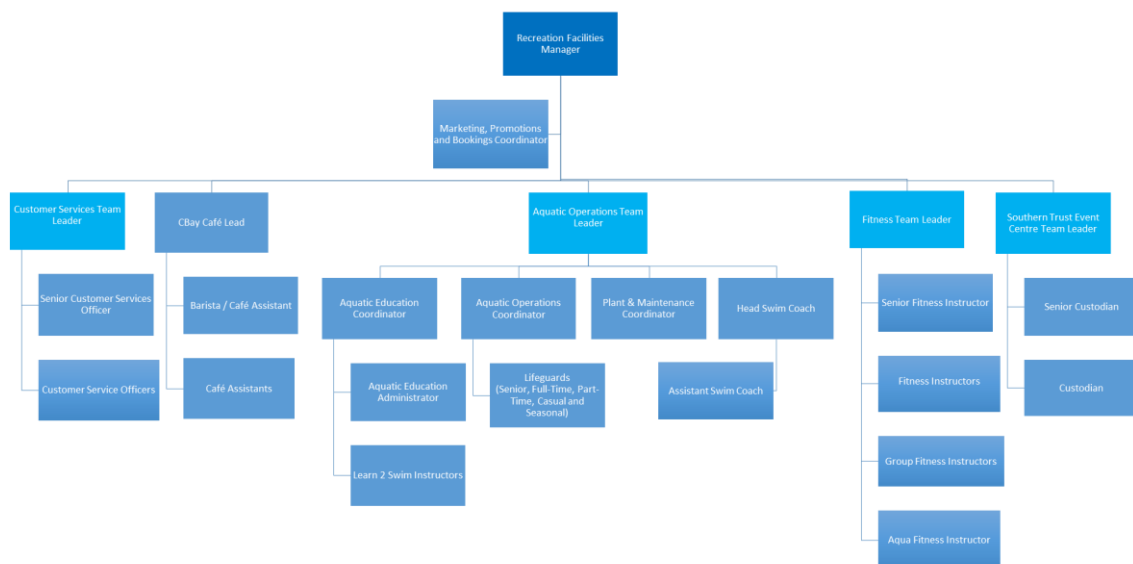 Recreation Facilities
Manager
Marketing, Promotions
and Bookings Coordinator
Customer Services Team
Leader
CBay Café Lead
Aquatic Operations Team
Leader
Fitness Team Leader
Southern Trust Event
Centre Team Leader
Senior Customer Services
Officer
Customer Service Officers
Barista / Café Assistant
Café Assistants
Aquatic Education
Coordinator
Aquatic Operations
Coordinator
Plant & Maintenance
Coordinator
Head Swim Coach
Aquatic Education
Administrator
Learn 2 Swim Instructors
Lifeguards
(Senior, Full-Time, Part-
Time, Casual and
Seasonal)
Assistant Swim Coach
Senior Fitness Instructor
Fitness Instructors
Group Fitness Instructors
Aqua Fitness Instructor
Senior Custodian
Custodian